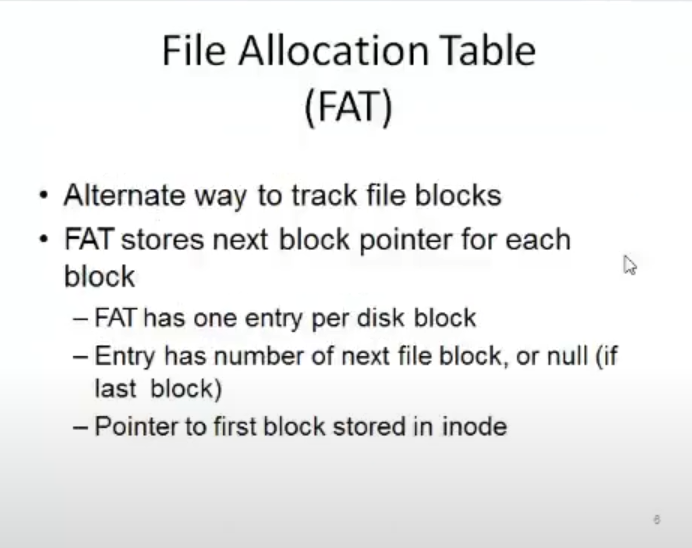 File Allocation Table
(FAT)
• Alternate way to track file blocks
• FAT stores next block pointer for each
block
– FAT has one entry per disk block
– Entry has number of next file block, or null (if
last block)
– Pointer to first block stored in inode
6